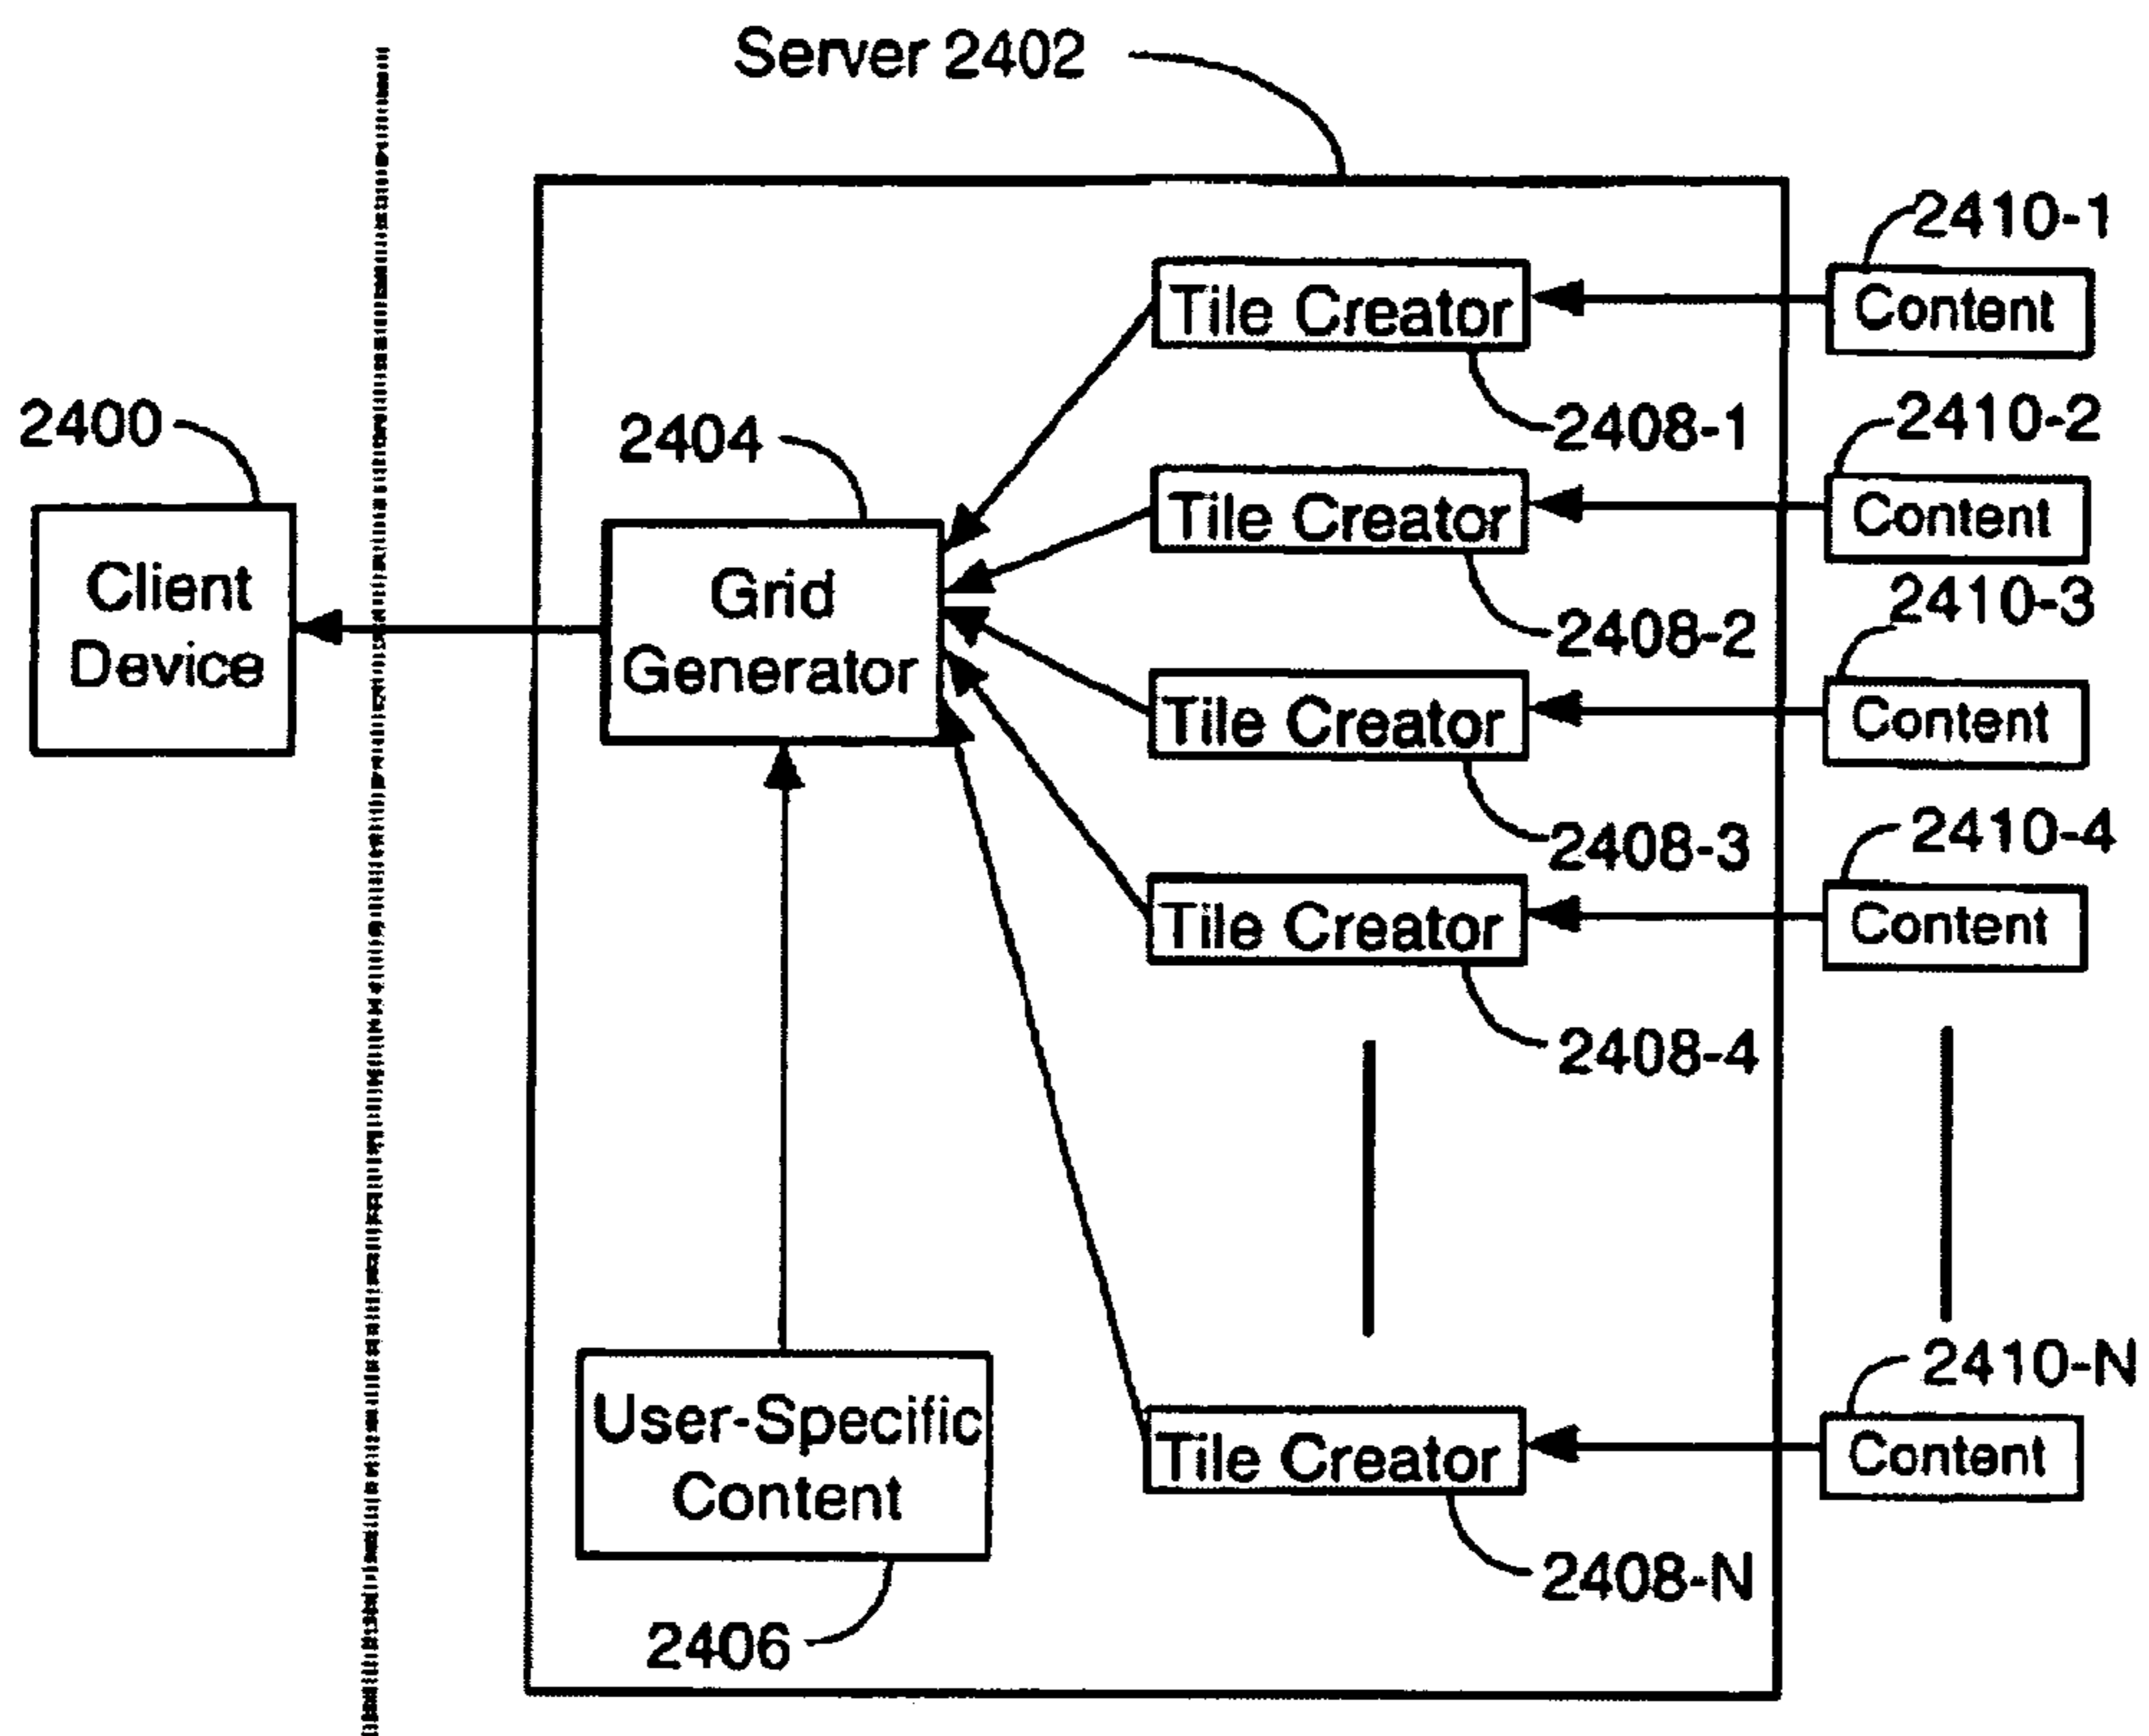 Server 2402
2410-1
Tile Creator
Content
2408-1
2400
2404
2410-2
Client
Device
Grid
Generator
Tile Creator
Content
2408-2
2410-3
Tile Creator
Content
2408-3
2410-4
Tile Creator
Content
2408-4
2410-N
User-Specific
Content
Tile Creator
Content
2408-N
2406